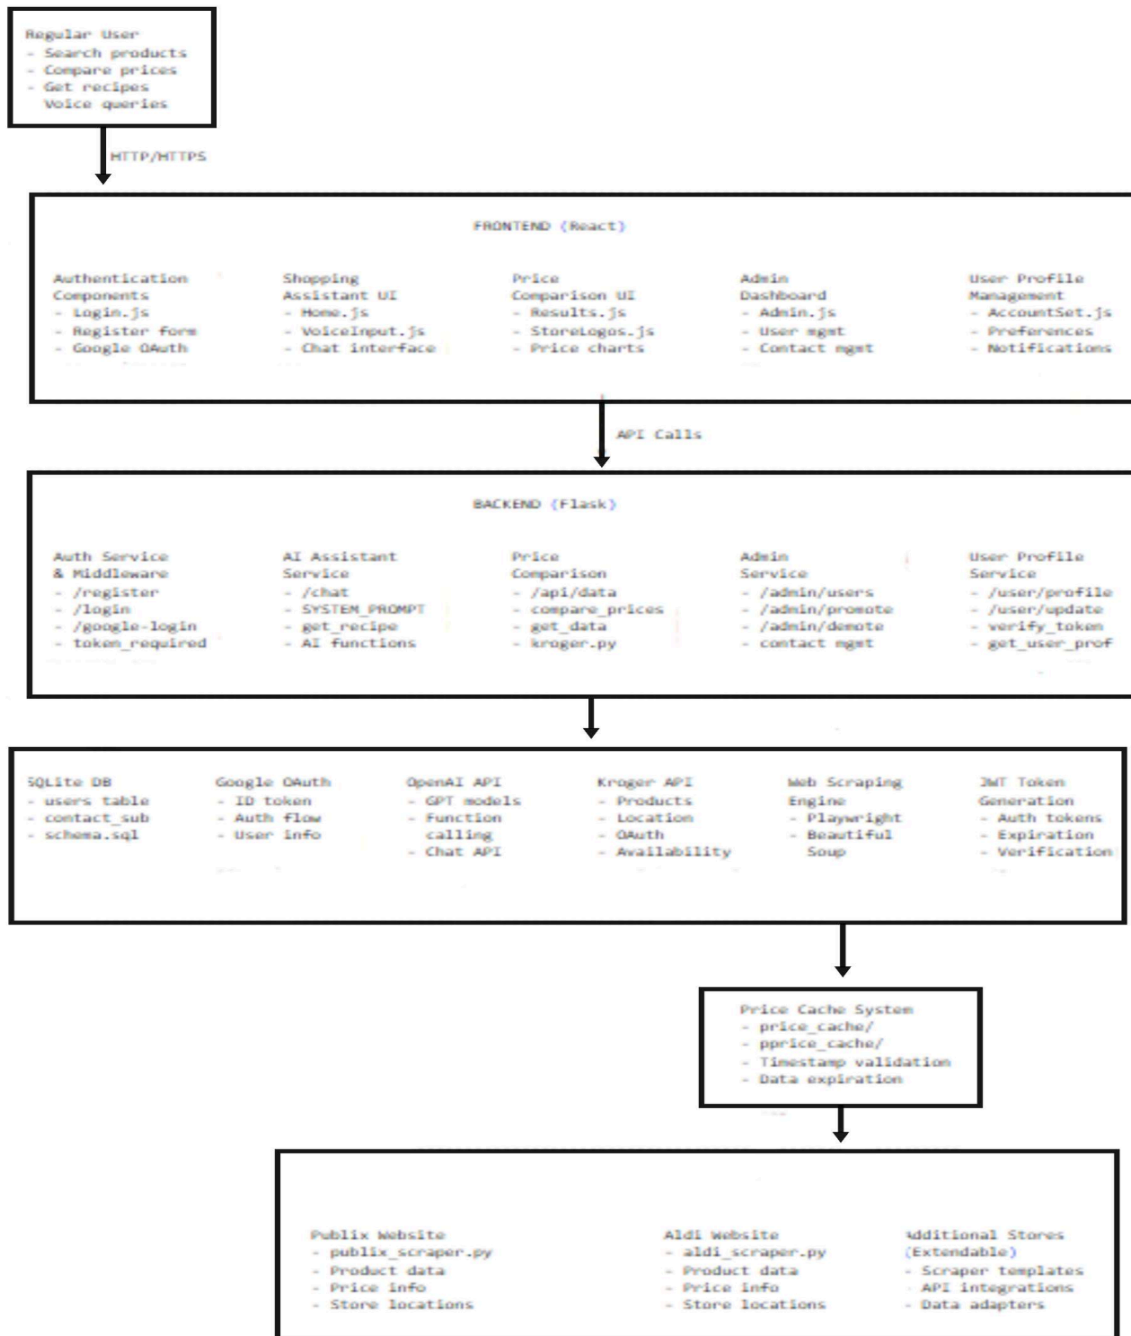 Regular User
- Search products
- Compare prices
- Get recipes
Voice queries
HTTP/HTTPS
FRONTEND (React)
Authentication
Components
- Login.js
- Register form
- Google OAuth
Shopping
Assistant UI
- Home.js
- VoiceInput.js
- Chat interface
Price
Comparison UI
- Results.js
- StoreLogos.js
- Price charts
Admin
Dashboard
- Admin.js
- User mgmt
- Contact mgmt
User Profile
Management
- AccountSet.js
- Preferences
- Notifications
API Calls
BACKEND (Flask)
Auth Service
& Middleware
- /register
- /login
- /google-login
- token_required
AI Assistant
Service
- /chat
- SYSTEM_PROMPT
- get_recipe
- AI functions
Price
Comparison
- /api/data
- compare_prices
- get_data
- kroger.py
Admin
Service
- /admin/users
- /admin/promote
- /admin/demote
- contact mgmt
User Profile
Service
- /user/profile
- /user/update
- verify_token
- get_user_prof
SQLite DB
- users table
- contact_sub
- schema.sql
Google OAuth
- ID token
- Auth flow
- User info
OpenAI API
- GPT models
- Function
calling
- Chat API
Kroger API
- Products
- Location
- OAuth
- Availability
Web Scraping
Engine
- Playwright
- Beautiful
Soup
JWT Token
Generation
- Auth tokens
- Expiration
- Verification
Price Cache System
- price_cache/
- pprice_cache/
- Timestamp validation
- Data expiration
Publix Website
- publix_scraper.py
- Product data
- Price info
- Store locations
Aldi Website
- aldi_scraper.py
- Product data
- Price info
- Store locations
Additional Stores
(Extendable)
- Scraper templates
- API integrations
- Data adapters